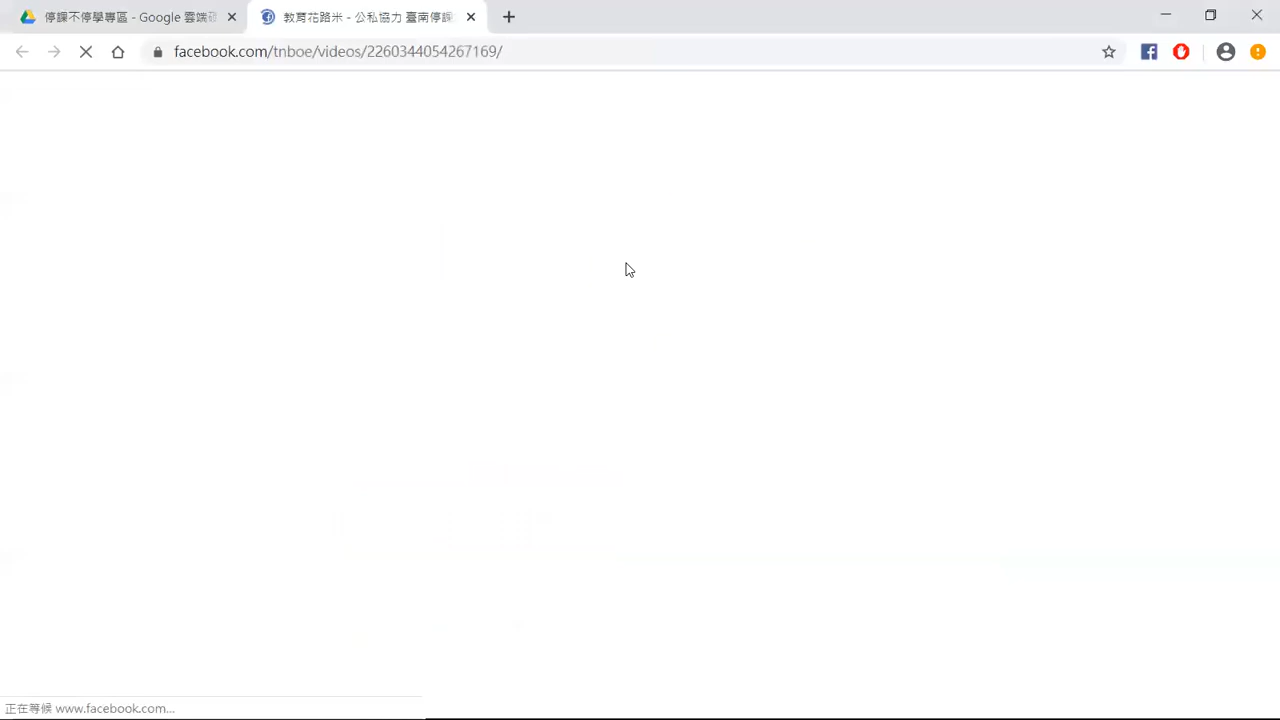 停課不停學專區 - Google 雲端硬
教育花路米 - 公私協力 臺南停課
facebook.com/tnboe/videos/2260344054267169/
正在等候 www.facebook.com...